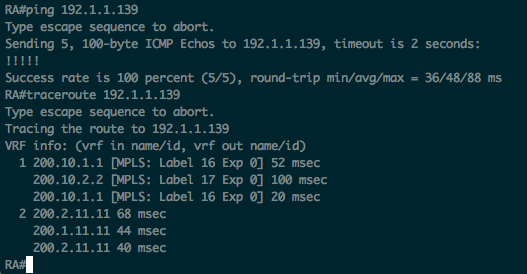 RA#ping 192.1.1.139
Type escape sequence to abort.
Sending 5, 100-byte ICMP Echos to 192.1.1.139, timeout is 2 seconds:
!!!!!
Success rate is 100 percent (5/5), round-trip min/avg/max = 36/48/88 ms
RA#traceroute 192.1.1.139
Type escape sequence to abort.
Tracing the route to 192.1.1.139
VRF info: (vrf in name/id, vrf out name/id)
  1 200.10.1.1 [MPLS: Label 16 Exp 0] 52 msec
    200.10.2.2 [MPLS: Label 17 Exp 0] 100 msec
    200.10.1.1 [MPLS: Label 16 Exp 0] 20 msec
  2 200.2.11.11 68 msec
    200.1.11.11 44 msec
    200.2.11.11 40 msec
RA#